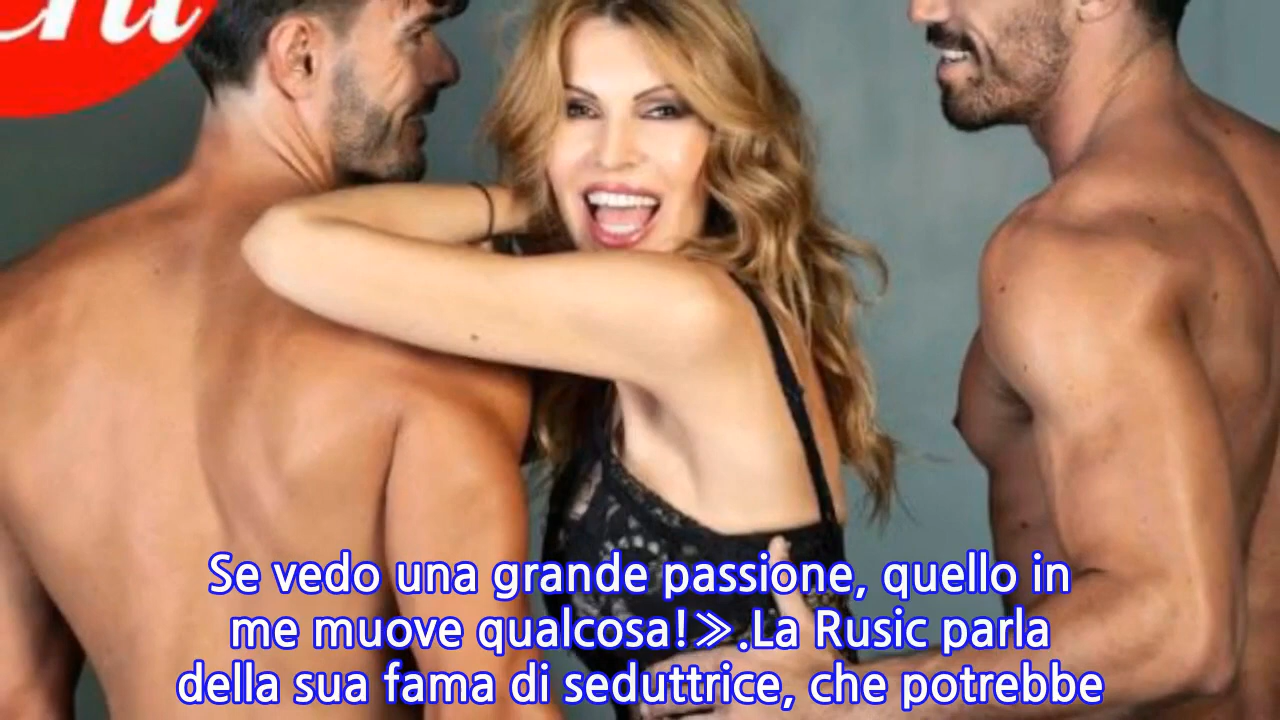 Se vedo una grande passione, quello in
me muove qualcosa!≫.La Rusic parla
della sua fama di seduttrice, che potrebbe